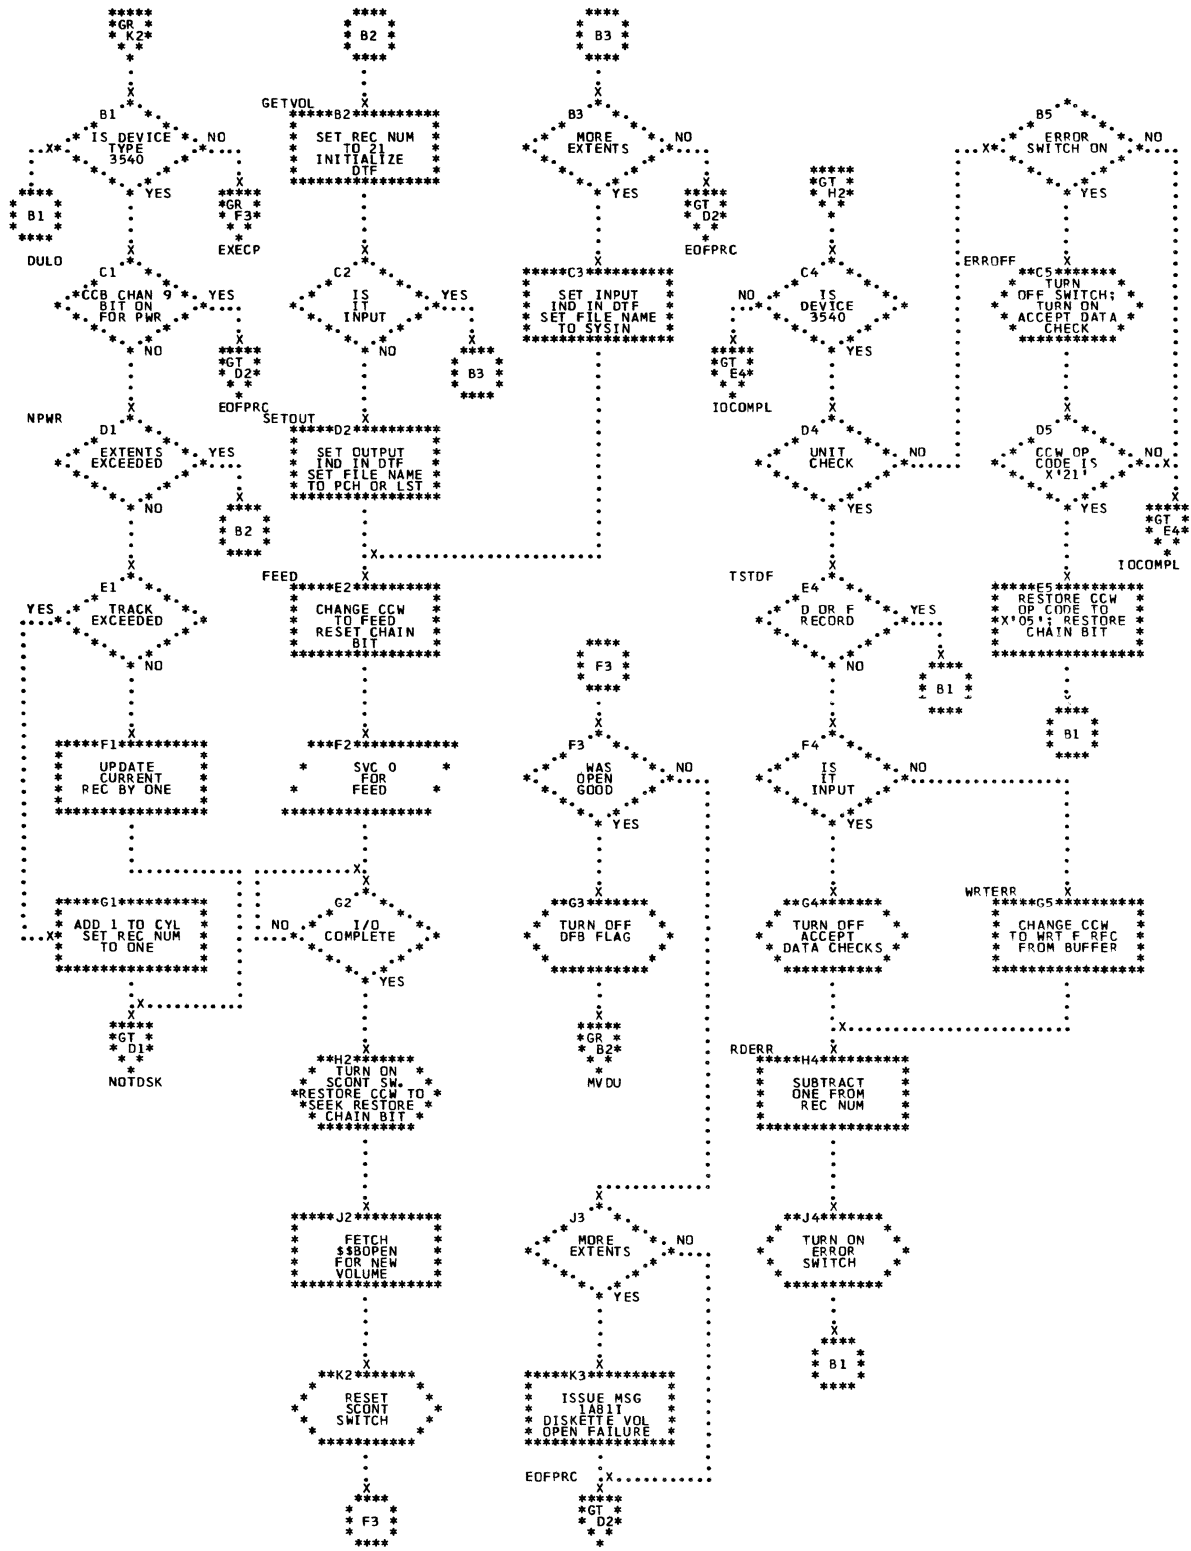 GR
K2
B1
IS DEVICE
TYPE
3540
NO
YES
B1
DULO
GR
F3
EXECP
C1
CCB CHAN 9
BIT ON
FOR PWR
YES
NO
GT
D2
EOFPRC
NPWR
D1
EXTENTS
EXCEEDED
YES
NO
B2
E1
TRACK
EXCEEDED
YES
NO
F1
UPDATE
CURRENT
REC BY ONE
G1
ADD 1 TO CYL
SET REC NUM
TO ONE
GT
D1
NOTDSK
B2
GETVOL
B2
SET REC NUM
TO 21
INITIALIZE
DTF
C2
IS
IT
INPUT
YES
NO
B3
SETOUT
D2
SET OUTPUT
IND IN DTF
SET FILE NAME
TO PCH OR LST
FEED
E2
CHANGE CCW
TO FEED
RESET CHAIN
BIT
F2
SVC 0
FOR
FEED
G2
I/O
COMPLETE
NO
YES
H2
TURN ON
SCONT SW.
RESTORE CCW TO
SEEK RESTORE
CHAIN BIT
J2
FETCH
$$BOPEN
FOR NEW
VOLUME
K2
RESET
SCONT
SWITCH
F3
B3
B3
MORE
EXTENTS
NO
YES
GT
D2
EOFPRC
C3
SET INPUT
IND IN DTF
SET FILE NAME
TO SYSIN
F3
F3
WAS
OPEN
GOOD
NO
YES
G3
TURN OFF
DFB FLAG
GR
B2
MVDU
J3
MORE
EXTENTS
NO
YES
K3
ISSUE MSG
1A81I
DISKETTE VOL
OPEN FAILURE
EOFPRC
GT
D2
GT
H2
C4
IS
DEVICE
3540
NO
YES
GT
E4
IOCOMPL
D4
UNIT
CHECK
NO
YES
TSTDF
E4
D OR F
RECORD
YES
NO
B1
F4
IS
IT
INPUT
NO
YES
G4
TURN OFF
ACCEPT
DATA CHECKS
RDERR
H4
SUBTRACT
ONE FROM
REC NUM
J4
TURN ON
ERROR
SWITCH
B1
B5
ERROR
SWITCH ON
NO
YES
ERROFF
C5
TURN
OFF SWITCH;
TURN ON
ACCEPT DATA
CHECK
D5
CCW OP
CODE IS
X'21'
NO
YES
GT
E4
IOCOMPL
E5
RESTORE CCW
OP CODE TO
X'05'; RESTORE
CHAIN BIT
B1
WRTERR
G5
CHANGE CCW
TO WRT F RFC
FROM BUFFER